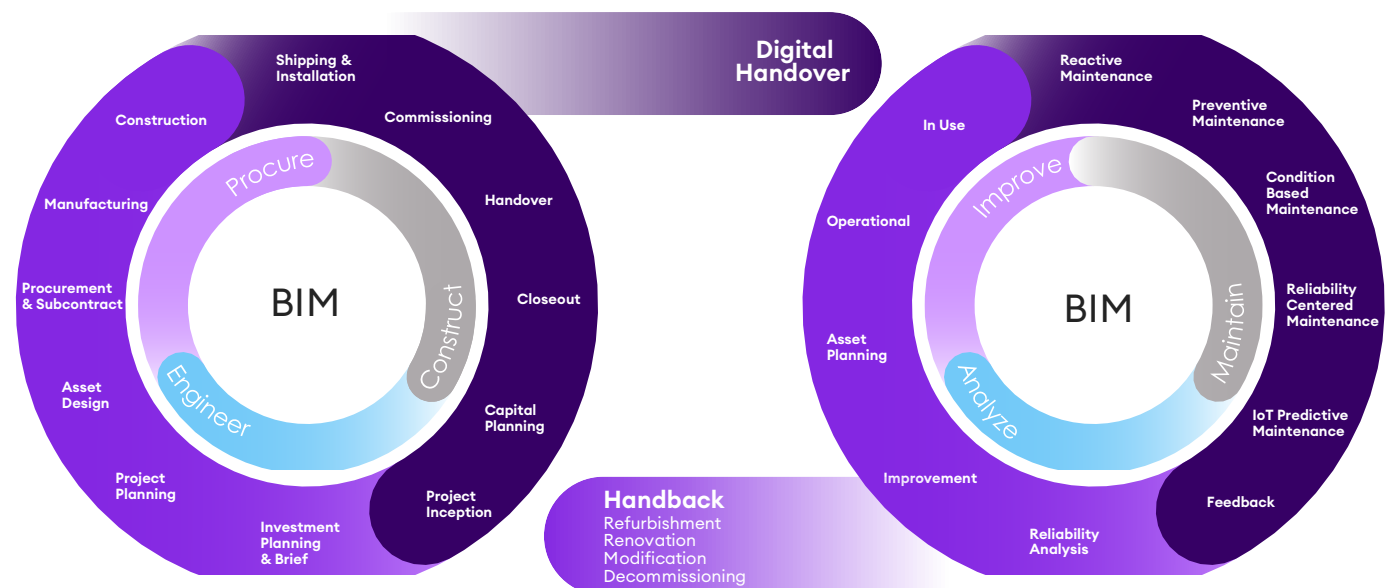 Shipping &
Installation
Commissioning
Handover
Closeout
Capital
Planning
Project
Inception
Investment
Planning
& Brief
Project
Planning
Asset
Design
Procurement
& Subcontract
Manufacturing
Construction
Procure
Construct
Engineer
BIM
Digital
Handover
Handback
Refurbishment
Renovation
Modification
Decommissioning
Reactive
Maintenance
Preventive
Maintenance
Condition
Based
Maintenance
Reliability
Centered
Maintenance
IoT Predictive
Maintenance
Feedback
Reliability
Analysis
Improvement
Asset
Planning
Operational
In Use
Improve
Maintain
Analyze
BIM